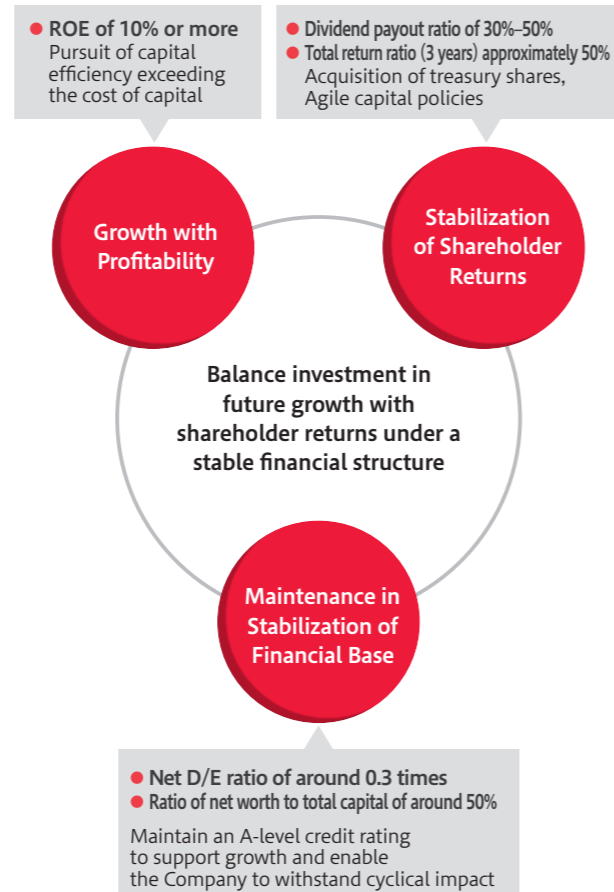 ● ROE of 10% or more
Pursuit of capital
efficiency exceeding
the cost of capital
● Dividend payout ratio of 30%–50%
● Total return ratio (3 years) approximately 50%
Acquisition of treasury shares,
Agile capital policies
Growth with
Profitability
Stabilization
of Shareholder
Returns
Balance investment in
future growth with
shareholder returns under a
stable financial structure
Maintenance in
Stabilization of
Financial Base
● Net D/E ratio of around 0.3 times
● Ratio of net worth to total capital of around 50%
Maintain an A-level credit rating
to support growth and enable
the Company to withstand cyclical impact